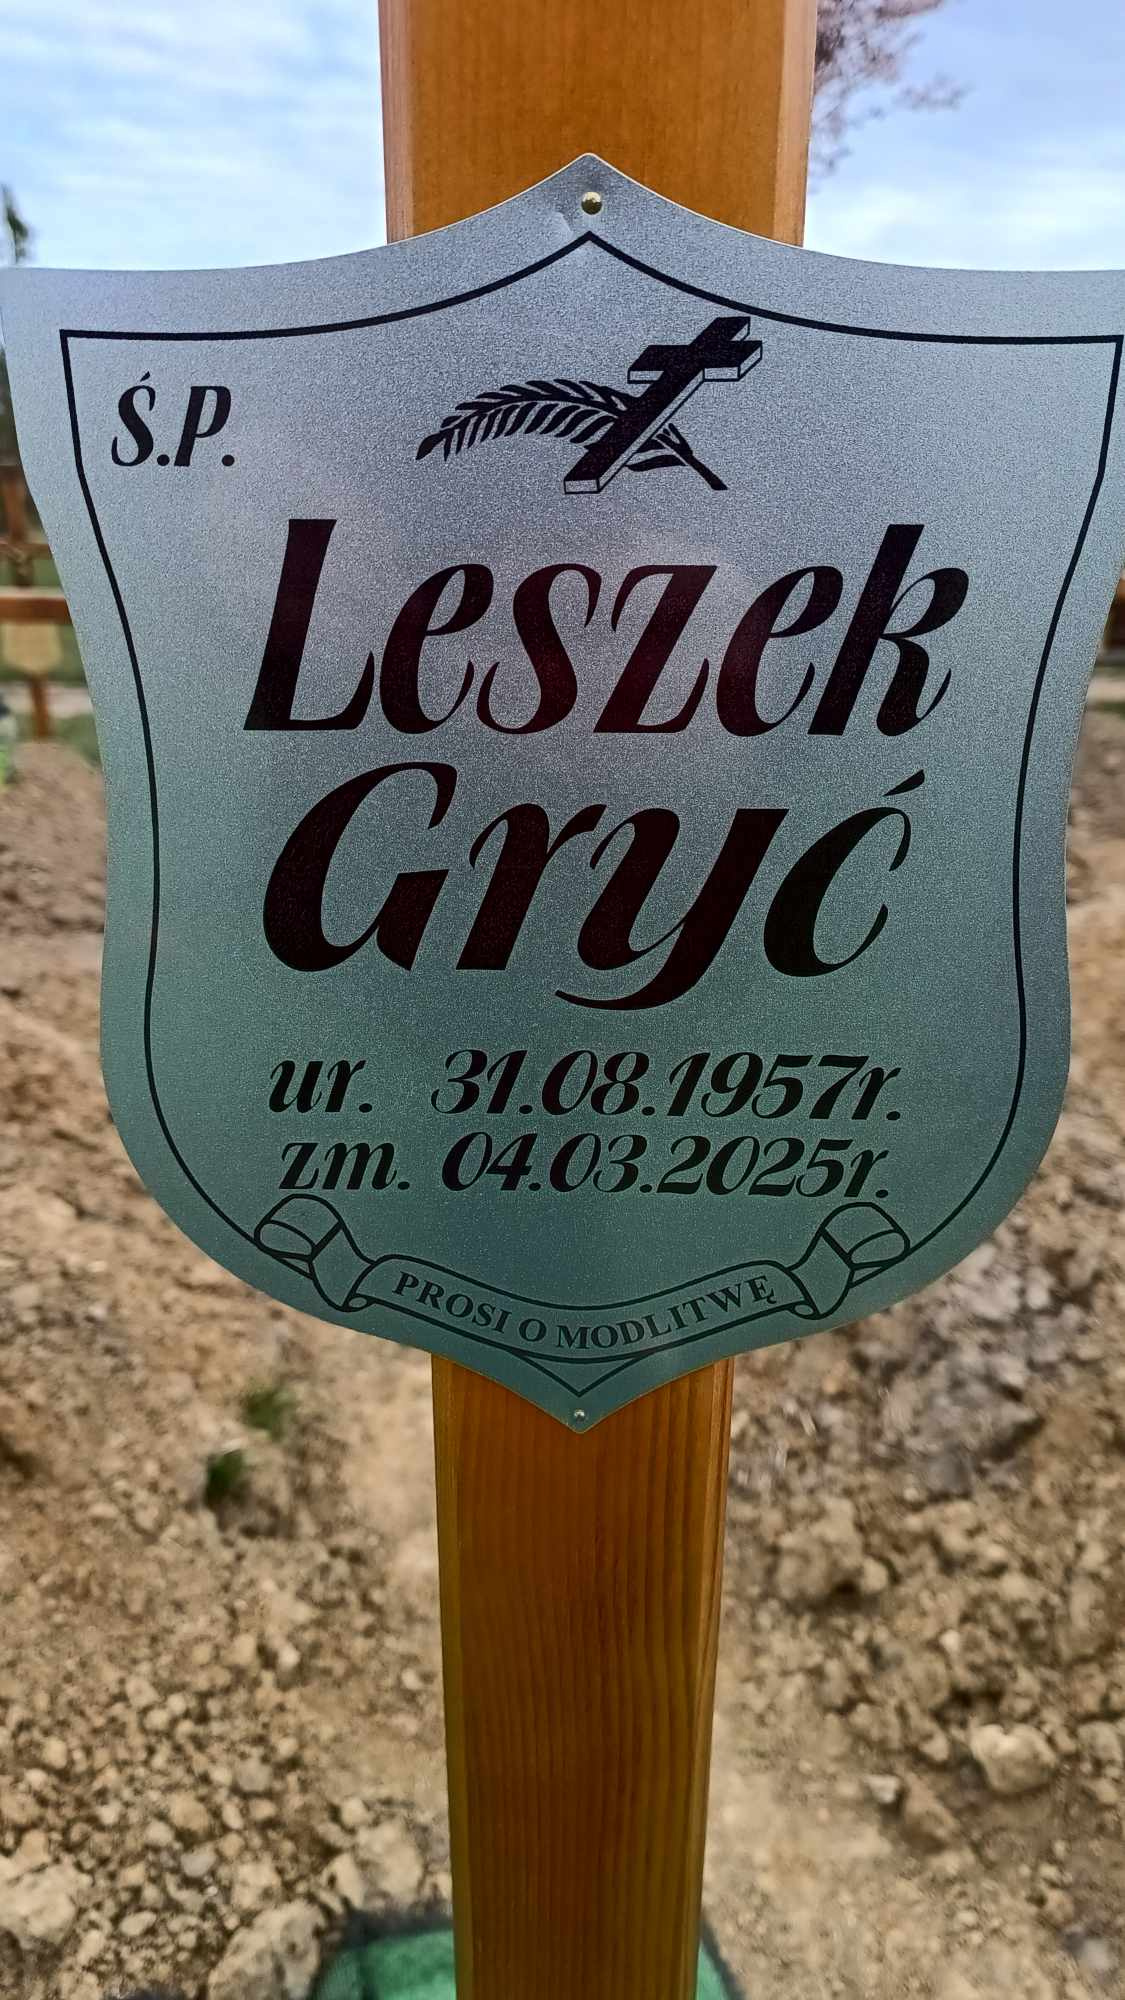 Ś.P.
Leszek
Gryć
ur. 31.08.1957r.
zm. 04.03.2025r.
PROSI O MODLITWĘ